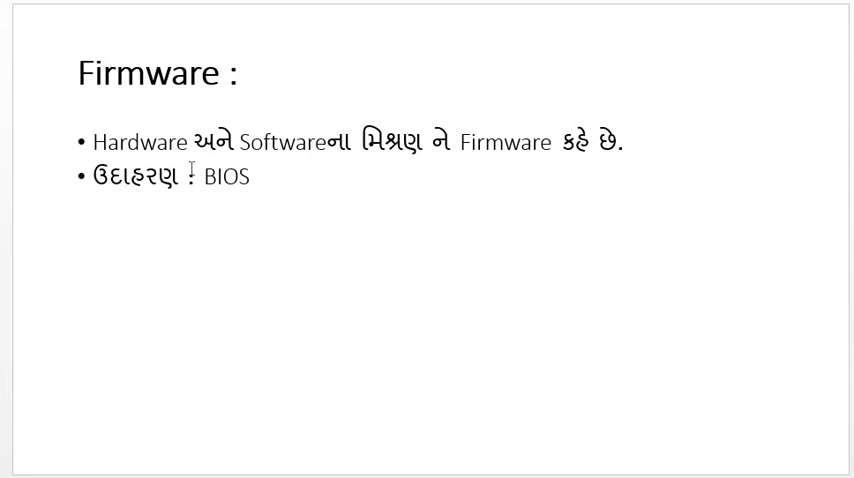 Firmware :
• Hardware અને Softwareના મિશ્રણ ને Firmware કહે છે.
• ઉદાહરણ : BIOS